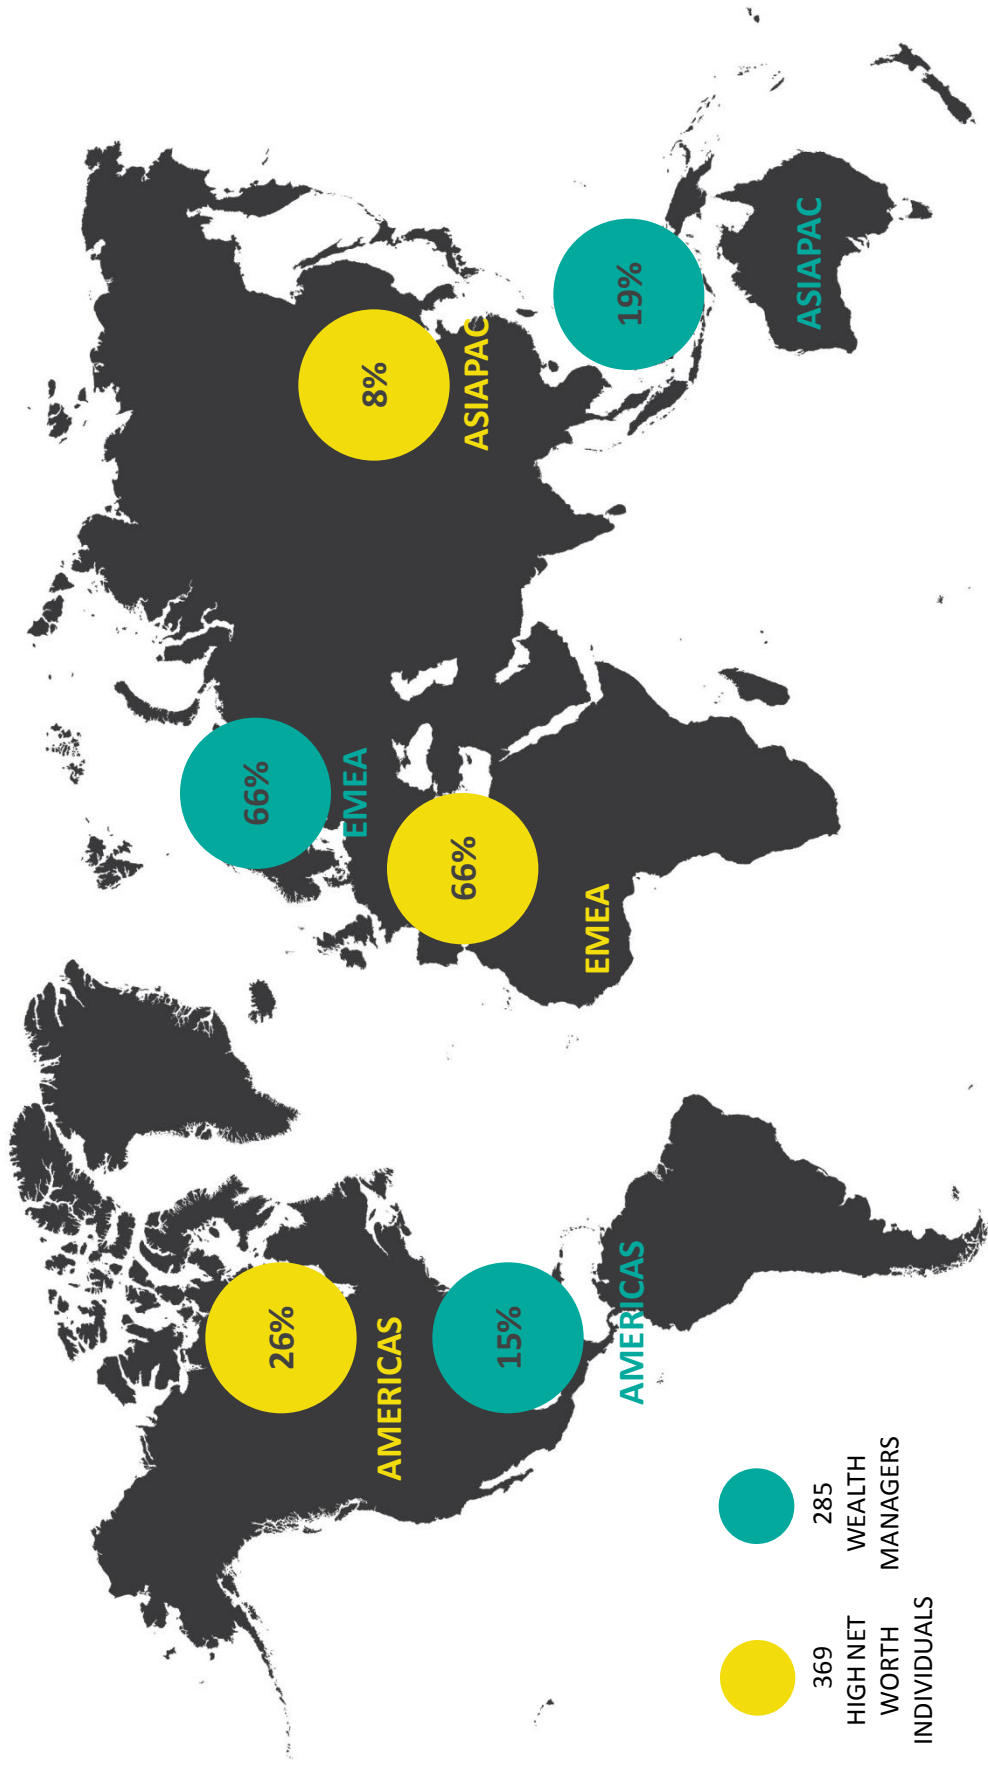 66%
EMEA
26%
AMERICAS
8%
ASIAPAC
66%
EMEA
15%
AMERICAS
19%
ASIAPAC
369
HIGH NET
WORTH
INDIVIDUALS
285
WEALTH
MANAGERS